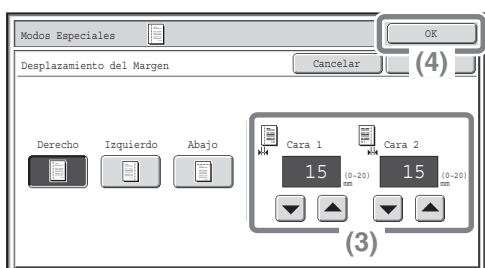 Modos Especiales
OK
Desplazamiento del Margen
Cancelar
(4)
Derecho Izquierdo Abajo
Cara 1 Cara 2
15 (0~20) mm 15 (0~20) mm
(3)